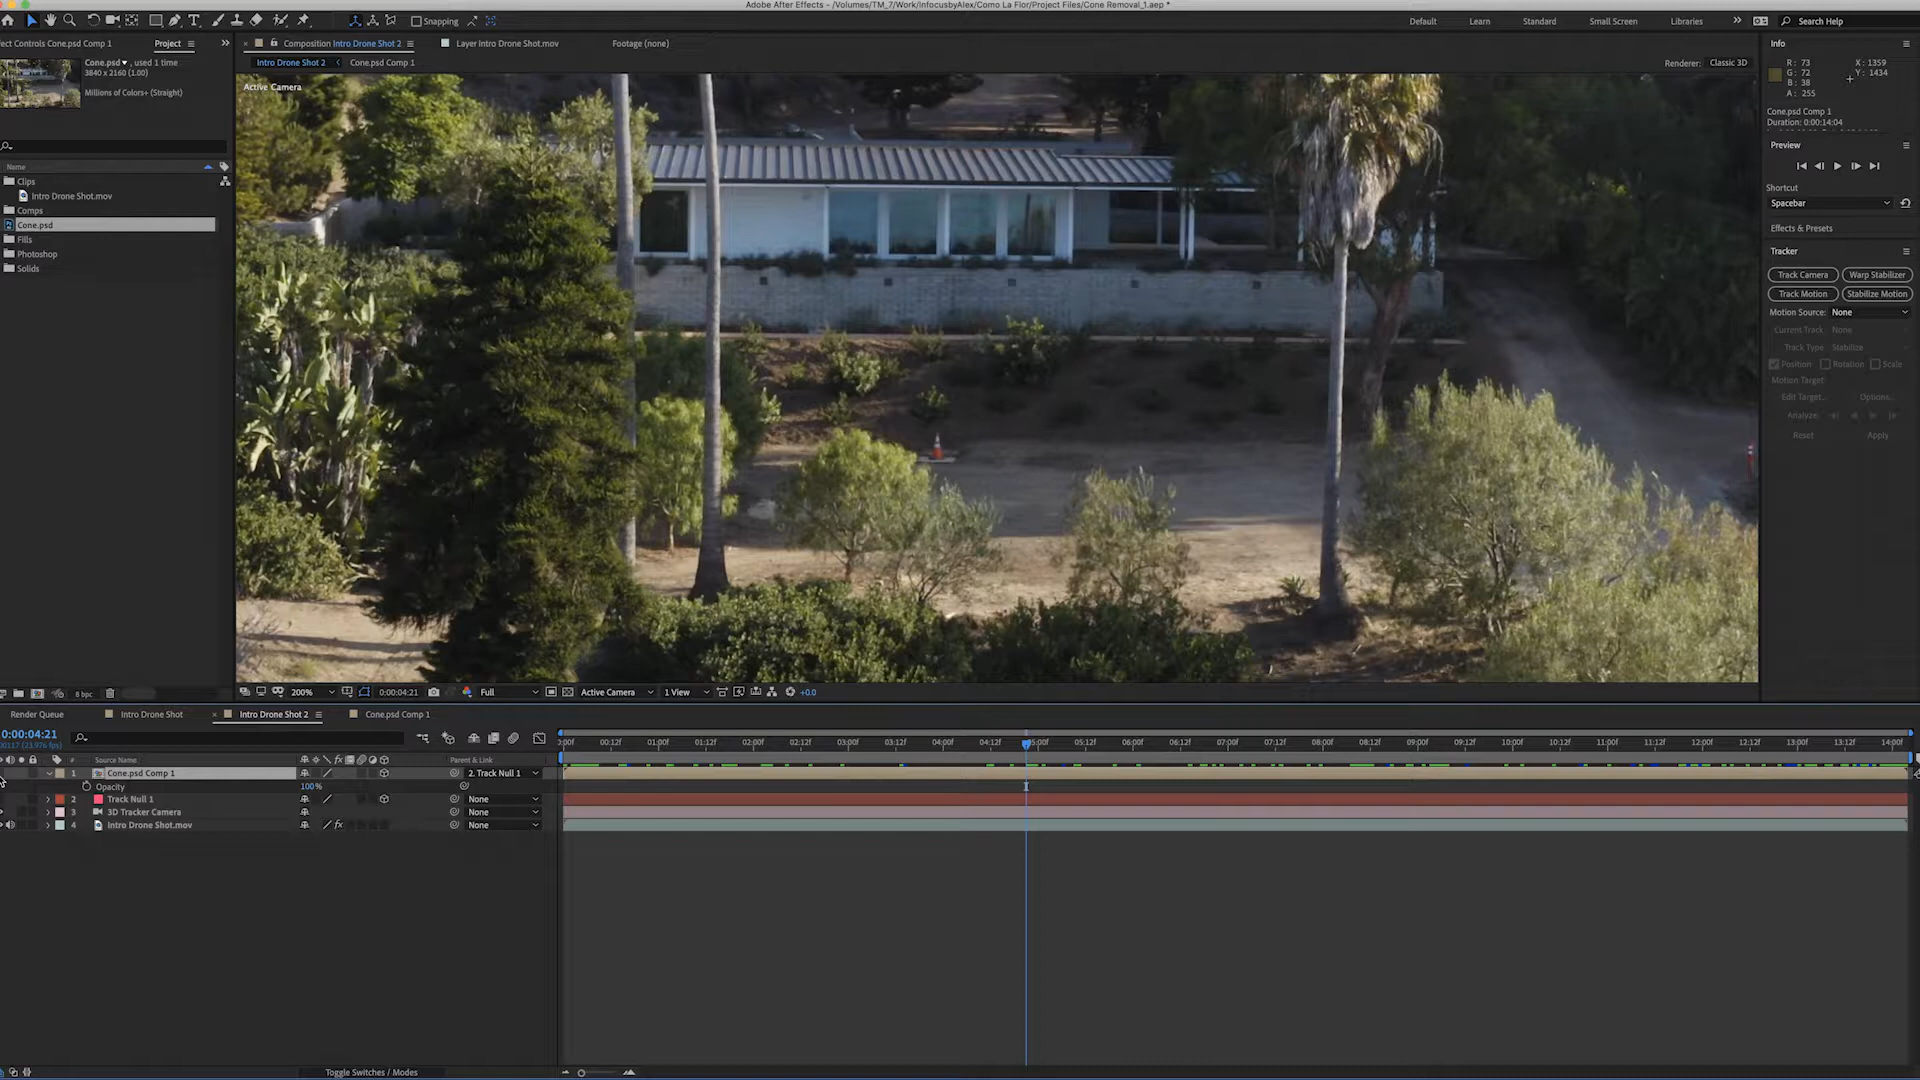 Adobe After Effects - /Volumes/TM_7/Work/InfocusbyAlex/Como La Flor/Project Files/Cone Removal_1.aep *
Snapping
Default
Learn
Standard
Small Screen
Libraries
Search Help
ect Controls Cone.psd Comp 1
Project
Composition Intro Drone Shot 2
Layer Intro Drone Shot.mov
Footage (none)
Info
Cone.psd
, used 1 time
3840 x 2160 (1.00)
Millions of Colors+ (Straight)
Intro Drone Shot 2
Cone.psd Comp 1
Renderer:
Classic 3D
R: 73
G: 72
B: 38
A: 255
X: 1359
Y: 1434
Active Camera
Cone.psd Comp 1
Duration: 0:00:14:04
Preview
Name
Clips
Intro Drone Shot.mov
Comps
Cone.psd
Fills
Photoshop
Solids
Shortcut
Spacebar
Effects & Presets
Tracker
Track Camera
Warp Stabilizer
Track Motion
Stabilize Motion
Motion Source:
None
Current Track
None
Track Type
Stabilize
Position
Rotation
Scale
Motion Target
Edit Target...
Options...
Analyze:
Reset
Apply
8 bpc
200%
0:00:04:21
Full
Active Camera
1 View
+0.0
Render Queue
Intro Drone Shot
Intro Drone Shot 2
Cone.psd Comp 1
0:00:04:21
00117 (23.976 fps)
:00f
00:12f
01:00f
01:12f
02:00f
02:12f
03:00f
03:12f
04:00f
04:12f
05:00f
05:12f
06:00f
06:12f
07:00f
07:12f
08:00f
08:12f
09:00f
09:12f
10:00f
10:12f
11:00f
11:12f
12:00f
12:12f
13:00f
13:12f
14:00f
#
Source Name
fx
Parent & Link
1
Cone.psd Comp 1
2. Track Null 1
Opacity
100%
2
Track Null 1
None
3
3D Tracker Camera
None
4
Intro Drone Shot.mov
fx
None
Toggle Switches / Modes